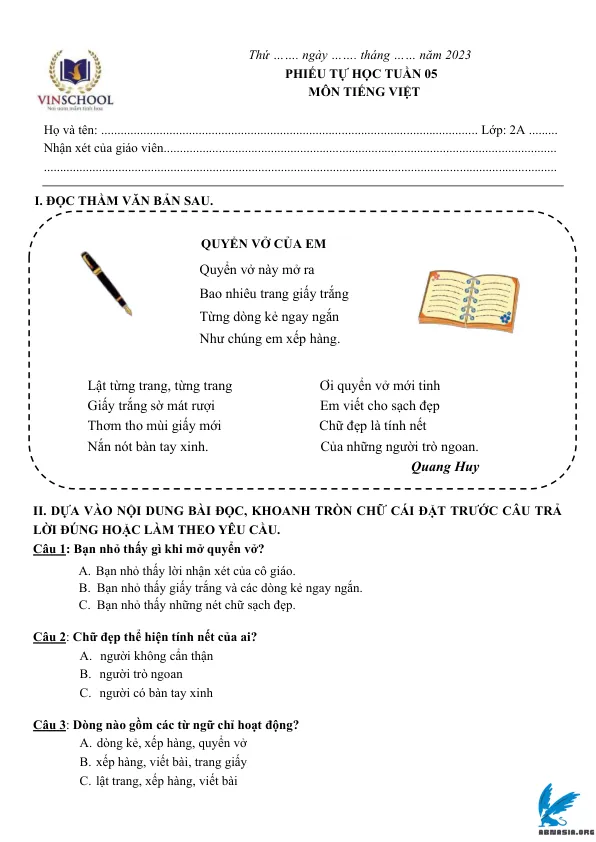 Thứ ……. ngày ……. tháng …… năm 2023
VINSCHOOL
Nơi ươm mầm tinh hoa
PHIẾU TỰ HỌC TUẦN 05
MÔN TIẾNG VIỆT
Họ và tên: .................................................................................................................... Lớp: 2A .........
Nhận xét của giáo viên.........................................................................................................................
..............................................................................................................................................................
I. ĐỌC THẦM VĂN BẢN SAU.
QUYỂN VỞ CỦA EM
Quyển vở này mở ra
Bao nhiêu trang giấy trắng
Từng dòng kẻ ngay ngắn
Như chúng em xếp hàng.
Lật từng trang, từng trang
Giấy trắng sờ mát rượi
Thơm tho mùi giấy mới
Nắn nót bàn tay xinh.
Ơi quyển vở mới tinh
Em viết cho sạch đẹp
Chữ đẹp là tính nết
Của những người trò ngoan.
Quang Huy
II. DỰA VÀO NỘI DUNG BÀI ĐỌC, KHOANH TRÒN CHỮ CÁI ĐẶT TRƯỚC CÂU TRẢ
LỜI ĐÚNG HOẶC LÀM THEO YÊU CẦU.
Câu 1: Bạn nhỏ thấy gì khi mở quyển vở?
A. Bạn nhỏ thấy lời nhận xét của cô giáo.
B. Bạn nhỏ thấy giấy trắng và các dòng kẻ ngay ngắn.
C. Bạn nhỏ thấy những nét chữ sạch đẹp.
Câu 2: Chữ đẹp thể hiện tính nết của ai?
A. người không cẩn thận
B. người trò ngoan
C. người có bàn tay xinh
Câu 3: Dòng nào gồm các từ ngữ chỉ hoạt động?
A. dòng kẻ, xếp hàng, quyển vở
B. xếp hàng, viết bài, trang giấy
C. lật trang, xếp hàng, viết bài
ABNASIA.ORG